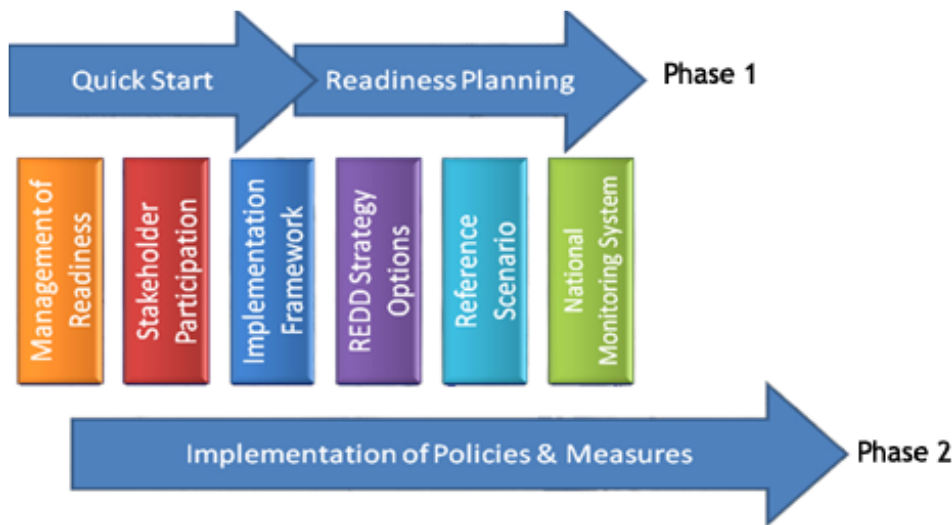 Quick Start
Readiness Planning
Phase 1
Management of
Readiness
Stakeholder
Participation
Implementation
Framework
REDD Strategy
Options
Reference
Scenario
National
Monitoring System
Implementation of Policies & Measures
Phase 2